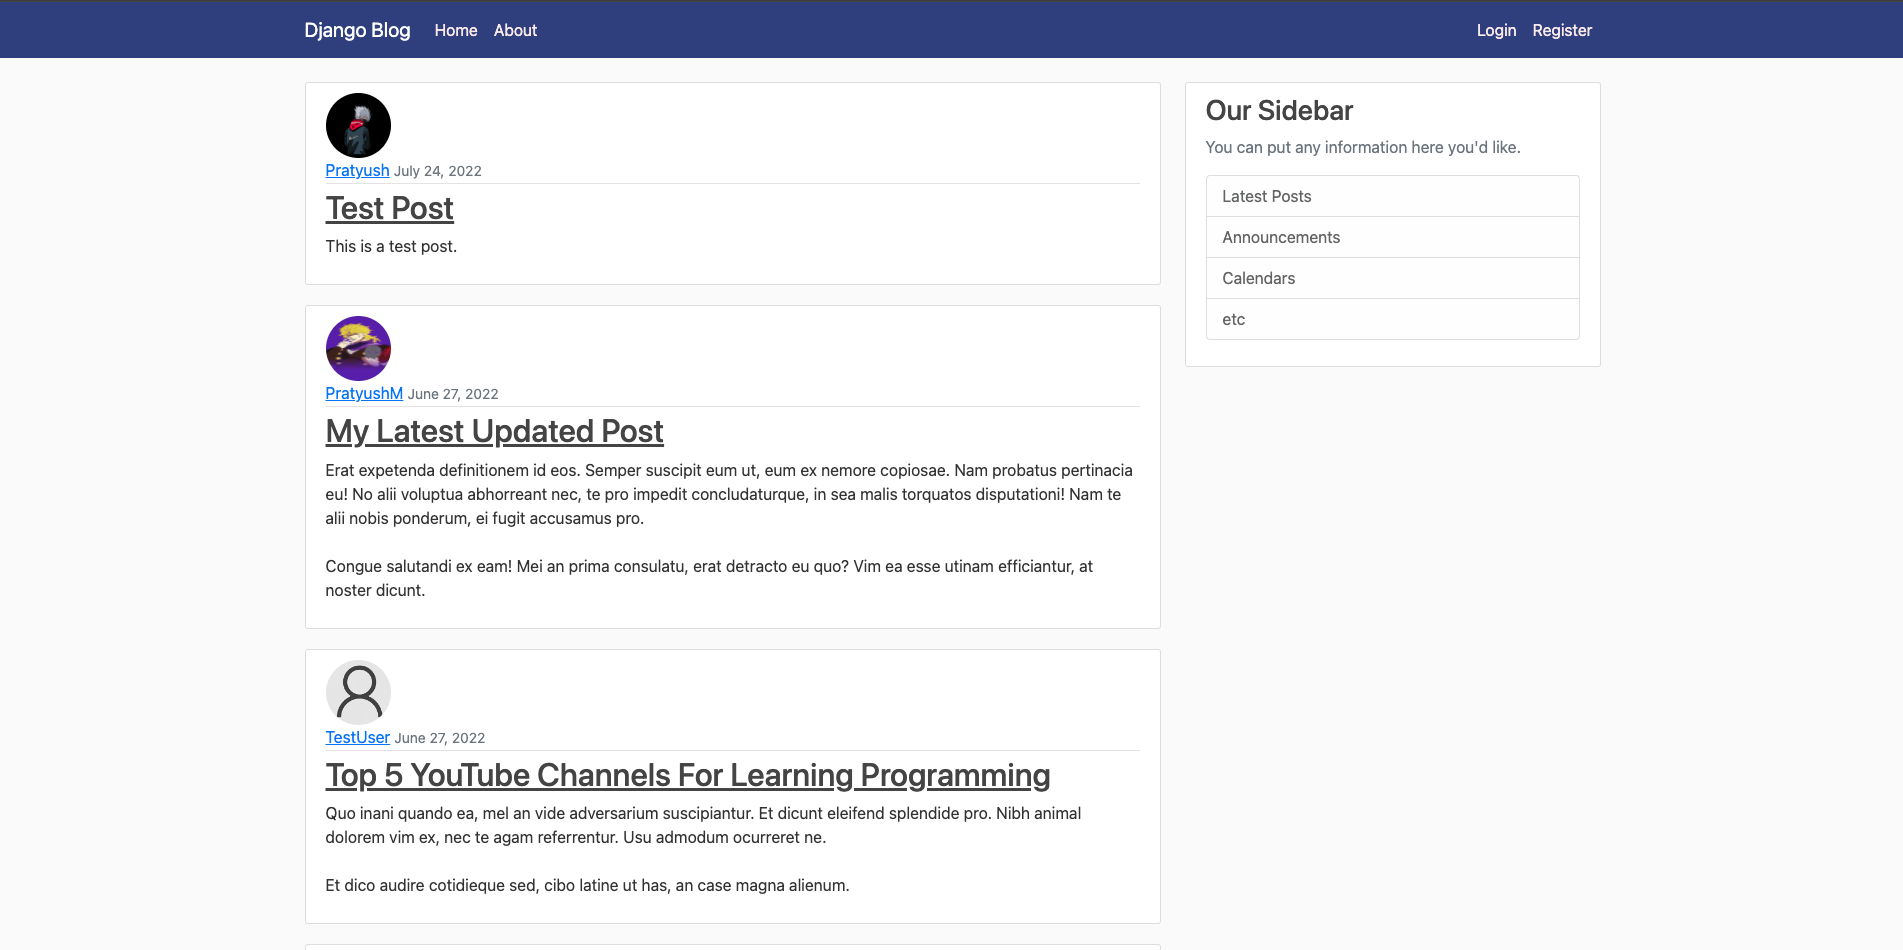 Django Blog Home About Login Register
Pratyush July 24, 2022
Test Post
This is a test post.
PratyushM June 27, 2022
My Latest Updated Post
Erat expetenda definitionem id eos. Semper suscipit eum ut, eum ex nemore copiosae. Nam probatus pertinacia
eu! No alii voluptua abhorreant nec, te pro impedit concludaturque, in sea malis torquatos disputationi! Nam te
alii nobis ponderum, ei fugit accusamus pro.
Congue salutandi ex eam! Mei an prima consulatu, erat detracto eu quo? Vim ea esse utinam efficiantur, at
noster dicunt.
TestUser June 27, 2022
Top 5 YouTube Channels For Learning Programming
Quo inani quando ea, mel an vide adversarium suscipiantur. Et dicunt eleifend splendide pro. Nibh animal
dolorem vim ex, nec te agam referrentur. Usu admodum ocurreret ne.
Et dico audire cotidieque sed, cibo latine ut has, an case magna alienum.
Our Sidebar
You can put any information here you'd like.
Latest Posts
Announcements
Calendars
etc